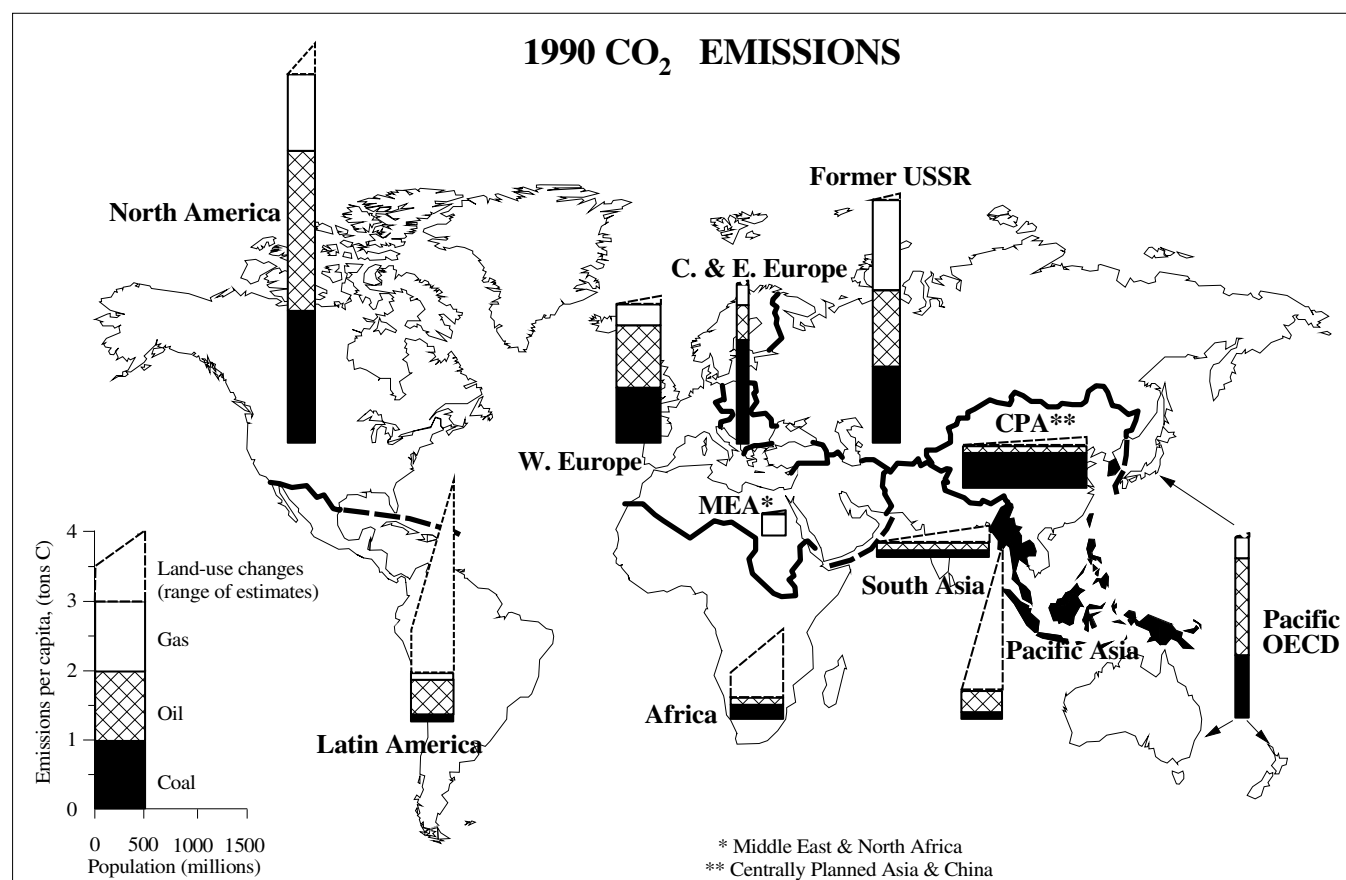 1990 CO₂ EMISSIONS
North America
Former USSR
C. & E. Europe
W. Europe
CPA**
MEA*
South Asia
Pacific Asia
Pacific
OECD
Africa
Latin America
Emissions per capita, (tons C)
4
3
2
1
0
Land-use changes
(range of estimates)
Gas
Oil
Coal
0 500 1000 1500
Population (millions)
* Middle East & North Africa
** Centrally Planned Asia & China